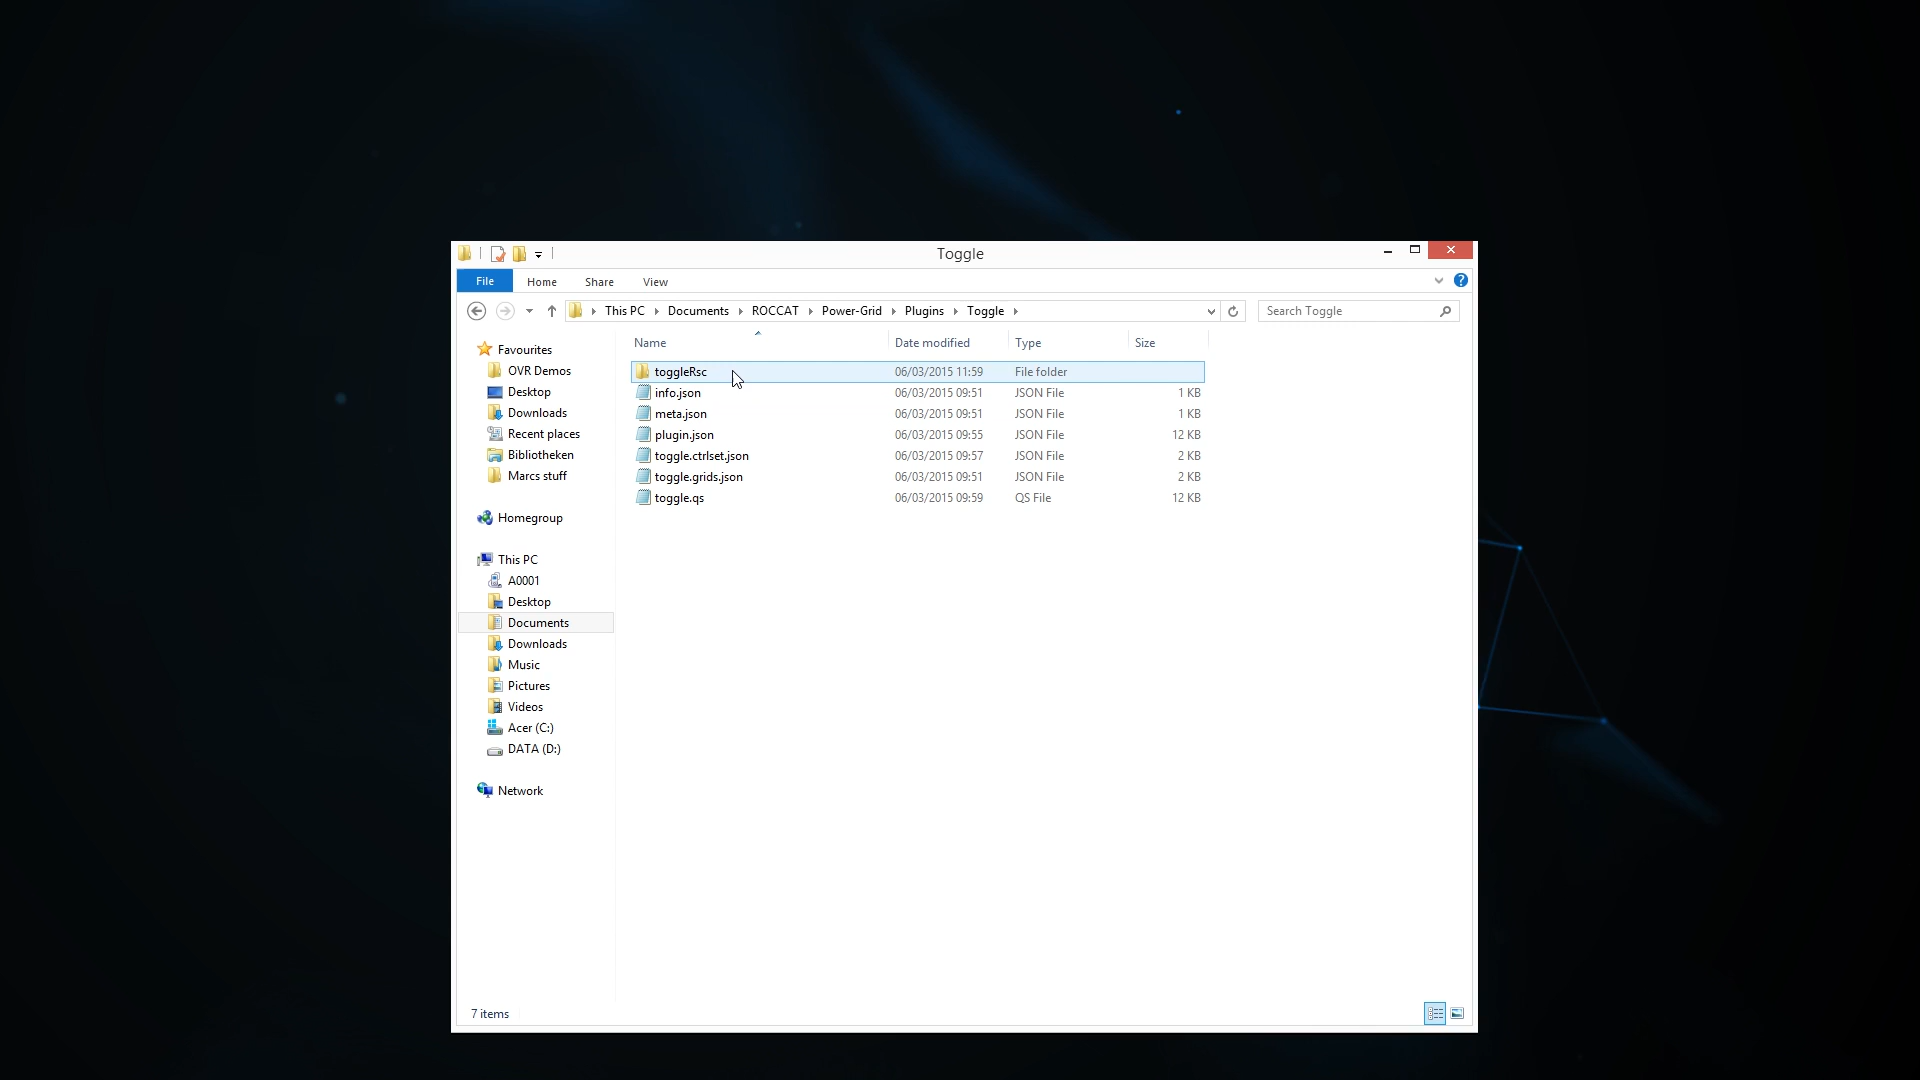 Toggle
File Home Share View
This PC Documents ROCCAT Power-Grid Plugins Toggle Search Toggle
Name Date modified Type Size
toggleRsc 06/03/2015 11:59 File folder
info.json 06/03/2015 09:51 JSON File 1 KB
meta.json 06/03/2015 09:51 JSON File 1 KB
plugin.json 06/03/2015 09:55 JSON File 12 KB
toggle.ctrlset.json 06/03/2015 09:57 JSON File 2 KB
toggle.grids.json 06/03/2015 09:51 JSON File 2 KB
toggle.qs 06/03/2015 09:59 QS File 12 KB
Favourites
OVR Demos
Desktop
Downloads
Recent places
Bibliotheken
Marcs stuff
Homegroup
This PC
A0001
Desktop
Documents
Downloads
Music
Pictures
Videos
Acer (C:)
DATA (D:)
Network
7 items